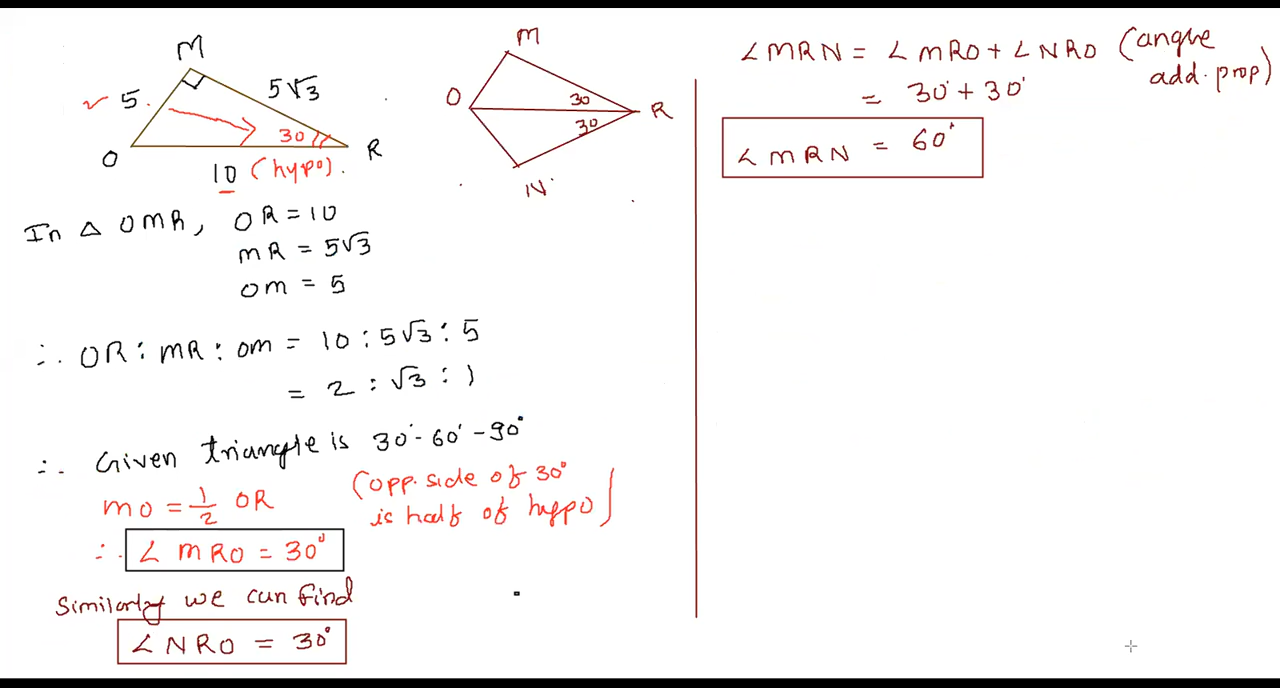 M
5
5√3
30
O
R
10 (hypo).
M
O
30
30
R
N
In △ OMR, OR = 10
MR = 5√3
OM = 5
∴ OR : MR : OM = 10 : 5√3 : 5
= 2 : √3 : 1
∴ Given triangle is 30° - 60° - 90°
MO = 1/2 OR (opp. side of 30° is half of hypo)
∴ ∠ MRO = 30°
Similarly we can find
∠ NRO = 30°
∠ MRN = ∠ MRO + ∠ NRO (angle add. prop)
= 30° + 30°
∠ MRN = 60°